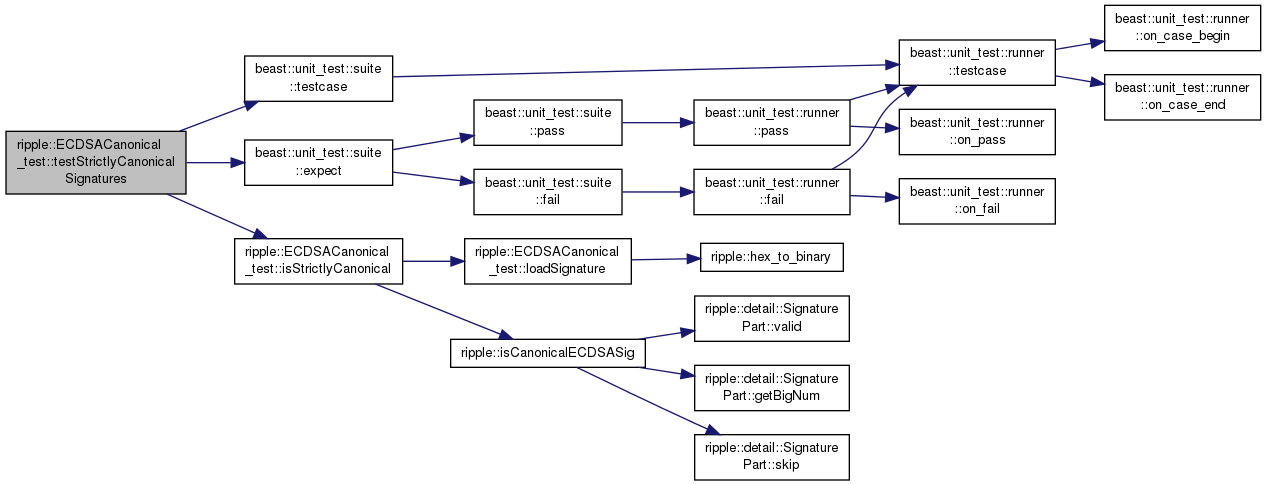 ripple::ECDSACanonical
_test::testStrictlyCanonical
Signatures
beast::unit_test::suite
::testcase
beast::unit_test::suite
::expect
ripple::ECDSACanonical
_test::isStrictlyCanonical
beast::unit_test::suite
::pass
beast::unit_test::suite
::fail
ripple::ECDSACanonical
_test::loadSignature
ripple::isCanonicalECDSASig
beast::unit_test::runner
::pass
beast::unit_test::runner
::fail
ripple::hex_to_binary
ripple::detail::Signature
Part::valid
ripple::detail::Signature
Part::getBigNum
ripple::detail::Signature
Part::skip
beast::unit_test::runner
::testcase
beast::unit_test::runner
::on_pass
beast::unit_test::runner
::on_fail
beast::unit_test::runner
::on_case_begin
beast::unit_test::runner
::on_case_end